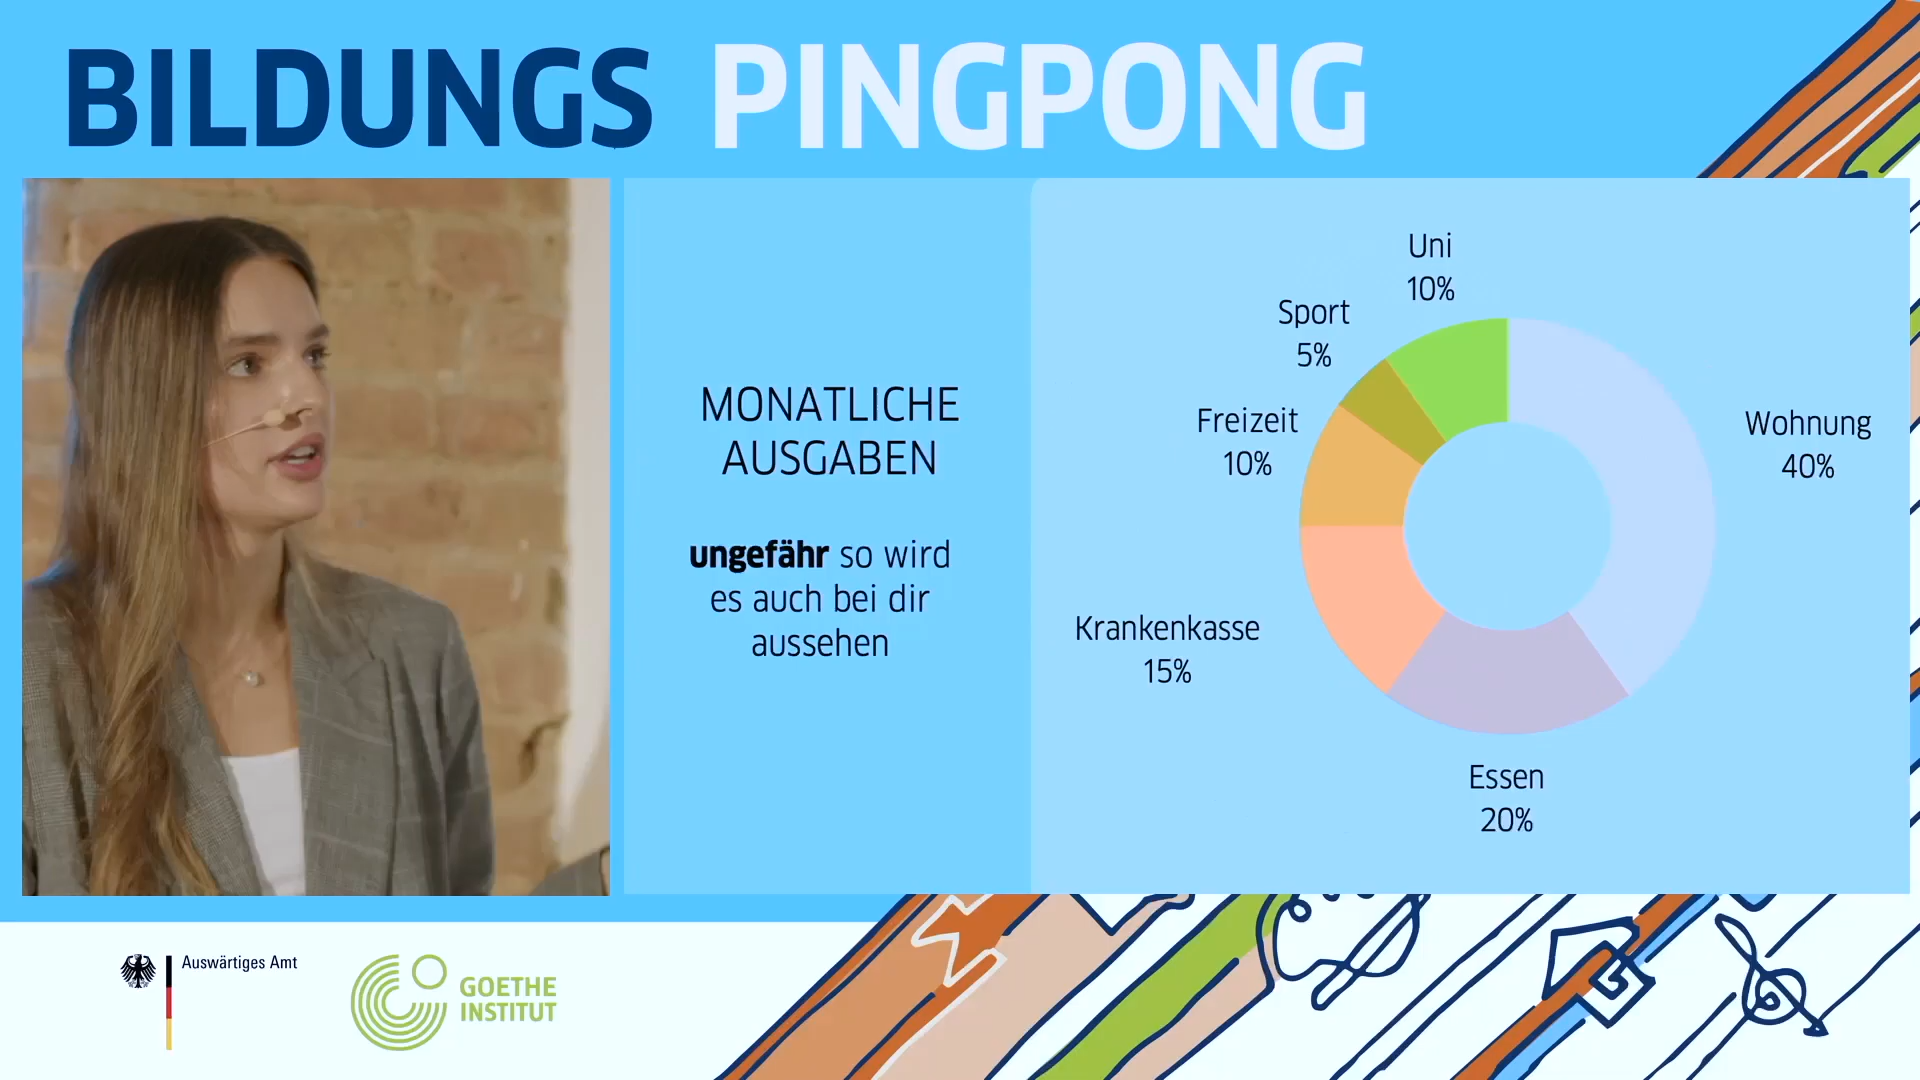 BILDUNGS PINGPONG
MONATLICHE
AUSGABEN
ungefähr so wird
es auch bei dir
aussehen
Uni
10%
Sport
5%
Freizeit
10%
Wohnung
40%
Krankenkasse
15%
Essen
20%
Auswärtiges Amt
GOETHE
INSTITUT